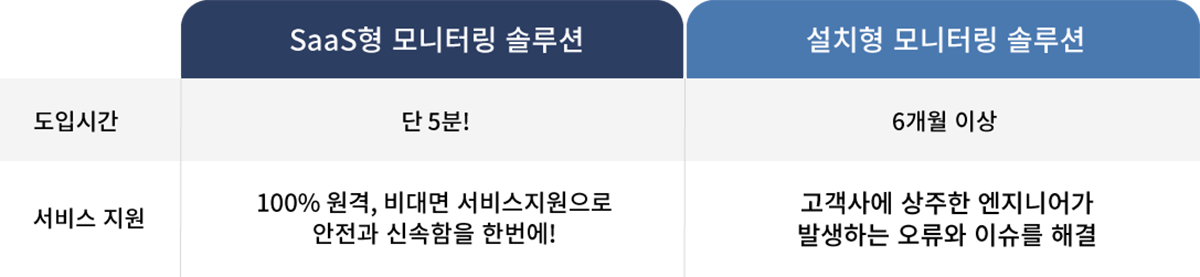 SaaS형 모니터링 솔루션
설치형 모니터링 솔루션
도입시간
단 5분!
6개월 이상
서비스 지원
100% 원격, 비대면 서비스지원으로
안전과 신속함을 한번에!
고객사에 상주한 엔지니어가
발생하는 오류와 이슈를 해결